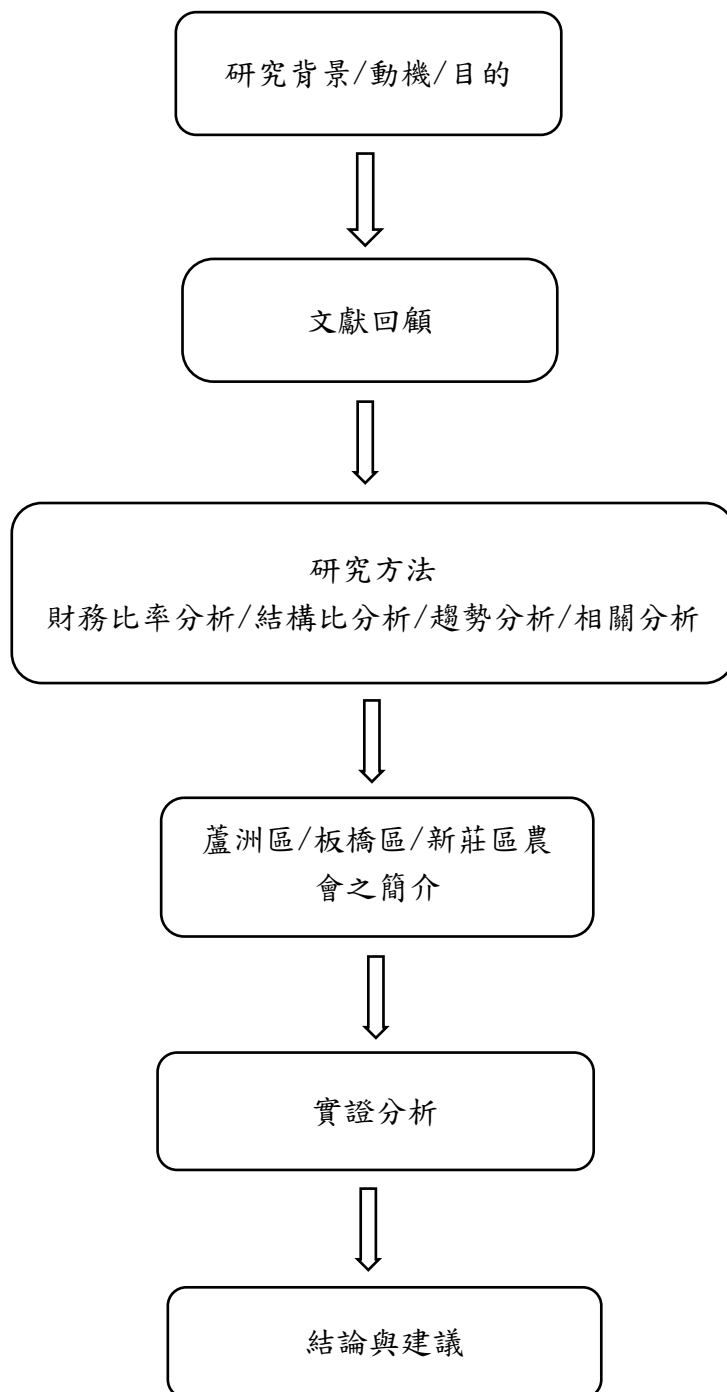 研究背景/動機/目的
文獻回顧
研究方法
財務比率分析/結構比分析/趨勢分析/相關分析
蘆洲區/板橋區/新莊區農
會之簡介
實證分析
結論與建議